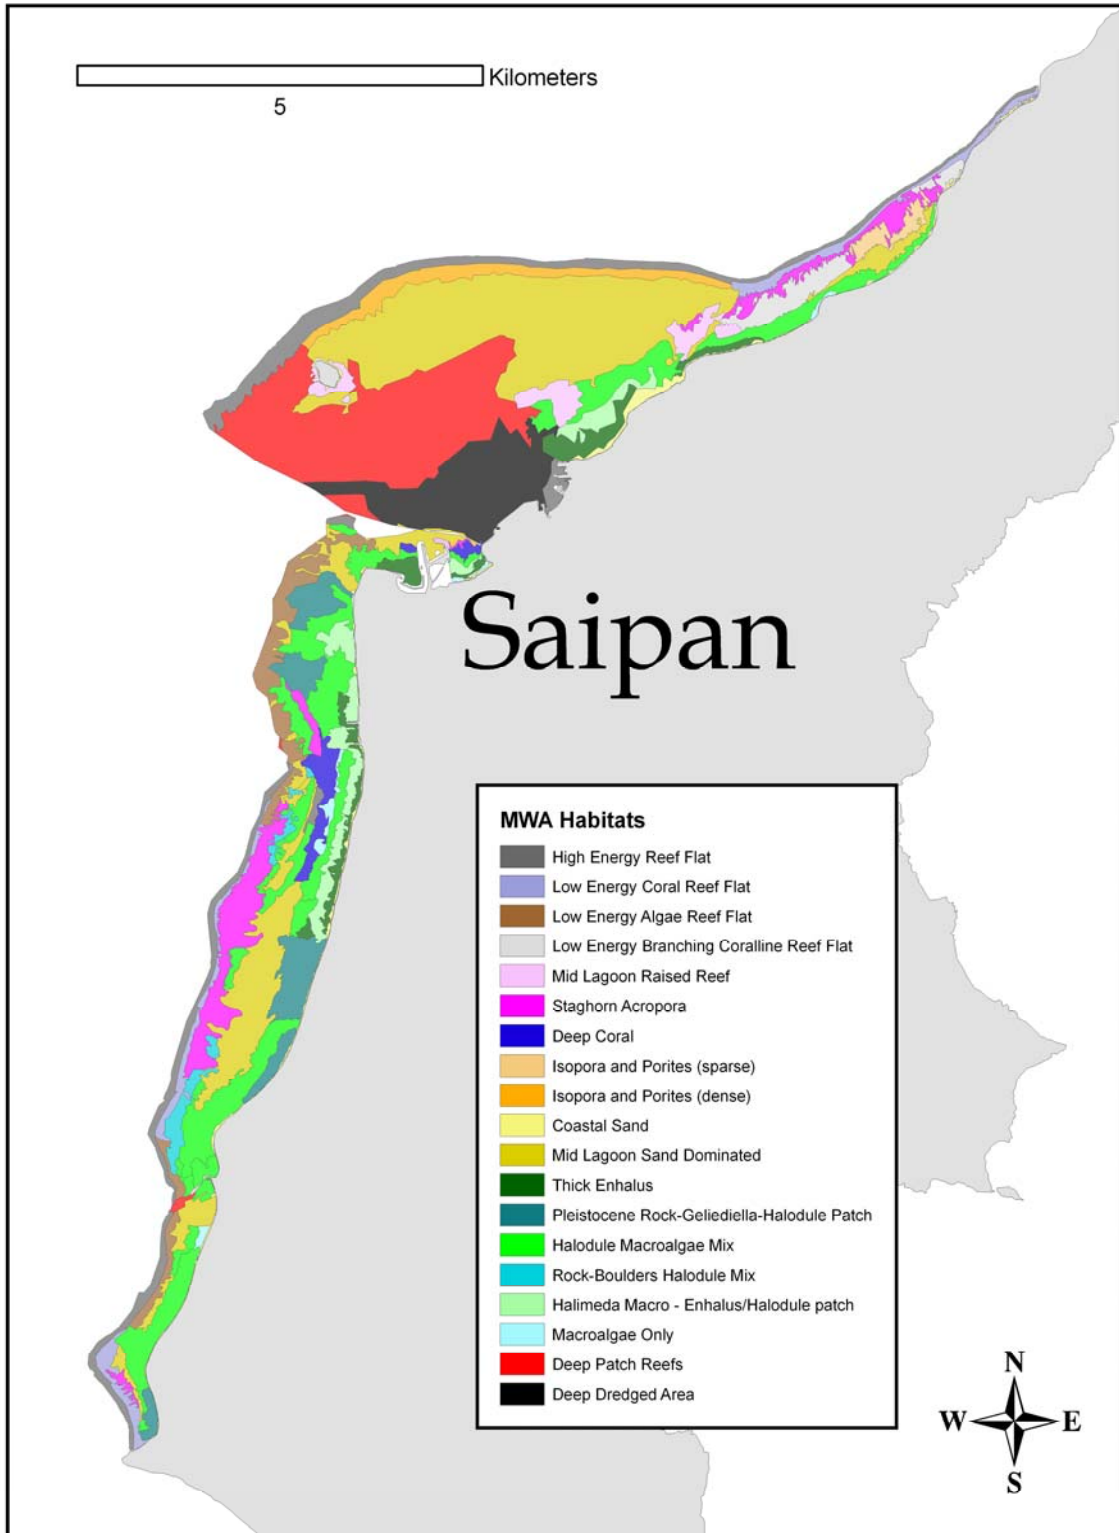 Kilometers
5
Saipan
MWA Habitats
High Energy Reef Flat
Low Energy Coral Reef Flat
Low Energy Algae Reef Flat
Low Energy Branching Coralline Reef Flat
Mid Lagoon Raised Reef
Staghorn Acropora
Deep Coral
Isopora and Porites (sparse)
Isopora and Porites (dense)
Coastal Sand
Mid Lagoon Sand Dominated
Thick Enhalus
Pleistocene Rock-Geliediella-Halodule Patch
Halodule Macroalgae Mix
Rock-Boulders Halodule Mix
Halimeda Macro - Enhalus/Halodule patch
Macroalgae Only
Deep Patch Reefs
Deep Dredged Area
N
W E
S